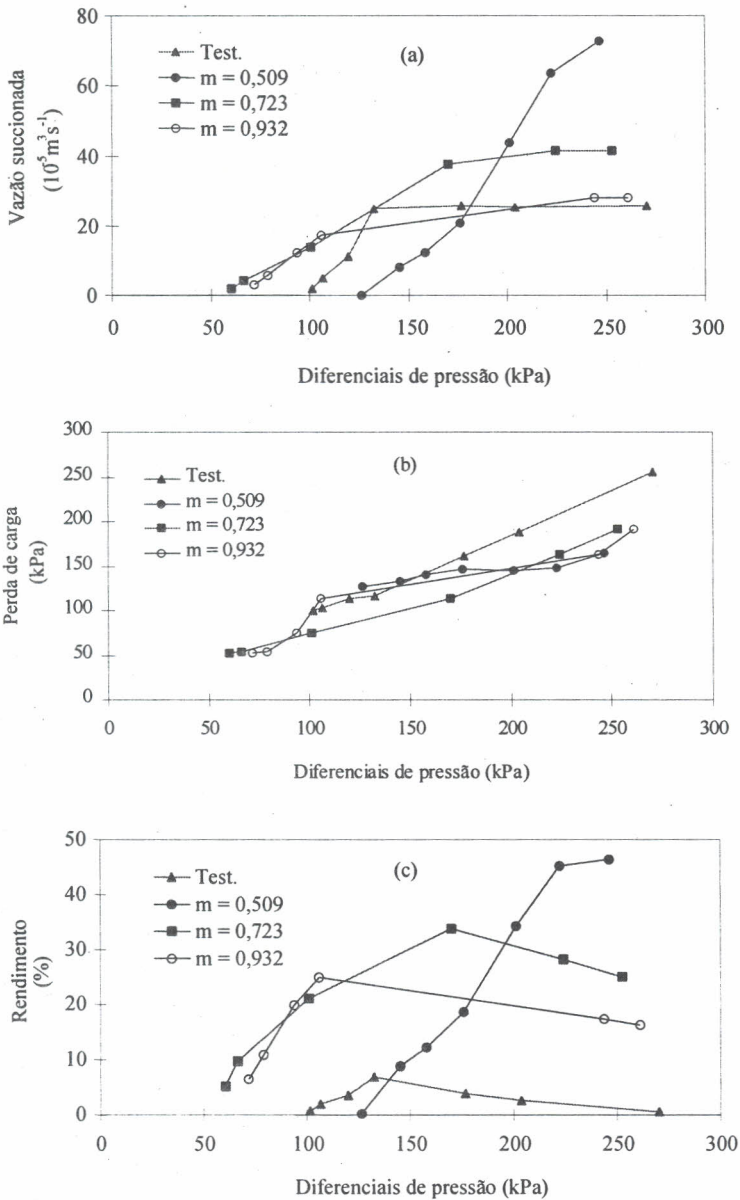 (a)
Test.
m = 0,509
m = 0,723
m = 0,932
Vazão succionada
(10⁵m³s⁻¹)
80
60
40
20
0
0 50 100 150 200 250 300
Diferenciais de pressão (kPa)
(b)
Test.
m = 0,509
m = 0,723
m = 0,932
Perda de carga
(kPa)
300
250
200
150
100
50
0
0 50 100 150 200 250 300
Diferenciais de pressão (kPa)
(c)
Test.
m = 0,509
m = 0,723
m = 0,932
Rendimento
(%)
50
40
30
20
10
0
0 50 100 150 200 250 300
Diferenciais de pressão (kPa)